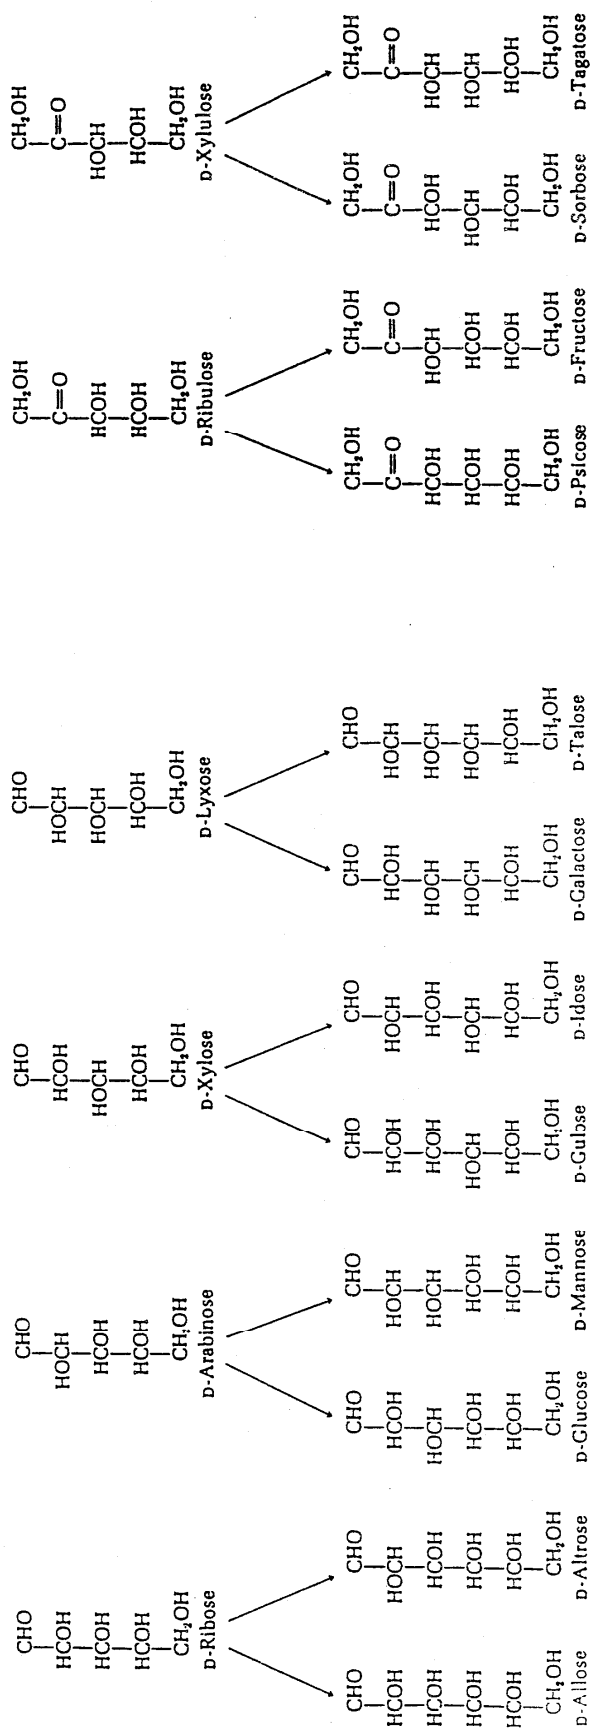 CHO
HCOH
HCOH
HCOH
CH₂OH
D-Ribose
CHO
HOCH
HCOH
HCOH
CH₂OH
D-Arabinose
CHO
HCOH
HOCH
HCOH
CH₂OH
D-Xylose
CHO
HOCH
HOCH
HCOH
CH₂OH
D-Lyxose
CH₂OH
C=O
HCOH
HCOH
CH₂OH
D-Ribulose
CH₂OH
C=O
HOCH
HCOH
CH₂OH
D-Xylulose
CHO
HCOH
HCOH
HCOH
HCOH
CH₂OH
D-Allose
CHO
HOCH
HCOH
HCOH
HCOH
CH₂OH
D-Altrose
CHO
HCOH
HOCH
HCOH
HCOH
CH₂OH
D-Glucose
CHO
HOCH
HOCH
HCOH
HCOH
CH₂OH
D-Mannose
CHO
HCOH
HCOH
HOCH
HCOH
CH₂OH
D-Gulose
CHO
HOCH
HCOH
HOCH
HCOH
CH₂OH
D-Idose
CHO
HCOH
HOCH
HOCH
HCOH
CH₂OH
D-Galactose
CHO
HOCH
HOCH
HOCH
HCOH
CH₂OH
D-Talose
CH₂OH
C=O
HCOH
HCOH
HCOH
CH₂OH
D-Psicose
CH₂OH
C=O
HOCH
HCOH
HCOH
CH₂OH
D-Fructose
CH₂OH
C=O
HCOH
HOCH
HCOH
CH₂OH
D-Sorbose
CH₂OH
C=O
HOCH
HOCH
HCOH
CH₂OH
D-Tagatose